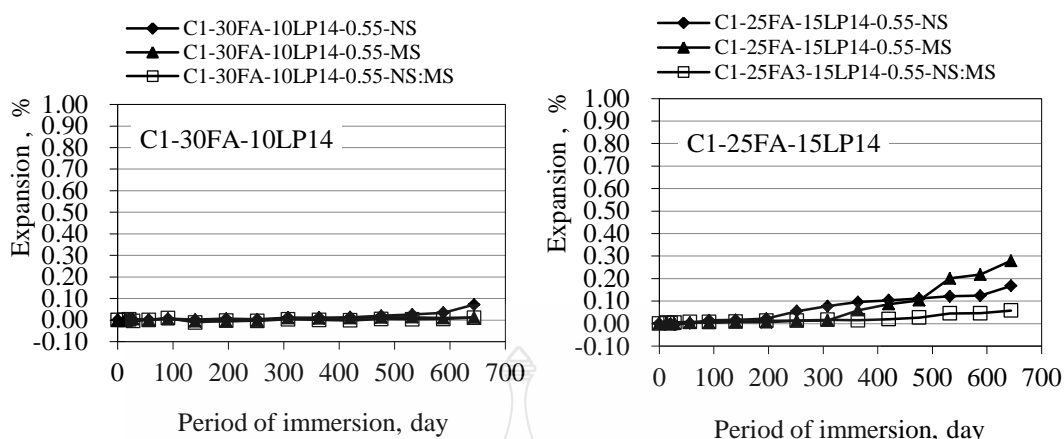 C1-30FA-10LP14-0.55-NS
C1-30FA-10LP14-0.55-MS
C1-30FA-10LP14-0.55-NS:MS
1.00
0.90
0.80
0.70
0.60
0.50
0.40
0.30
0.20
0.10
0.00
-0.10
Expansion , %
C1-30FA-10LP14
0 100 200 300 400 500 600 700
Period of immersion, day
C1-25FA-15LP14-0.55-NS
C1-25FA-15LP14-0.55-MS
C1-25FA3-15LP14-0.55-NS:MS
1.00
0.90
0.80
0.70
0.60
0.50
0.40
0.30
0.20
0.10
0.00
-0.10
Expansion , %
C1-25FA-15LP14
0 100 200 300 400 500 600 700
Period of immersion, day